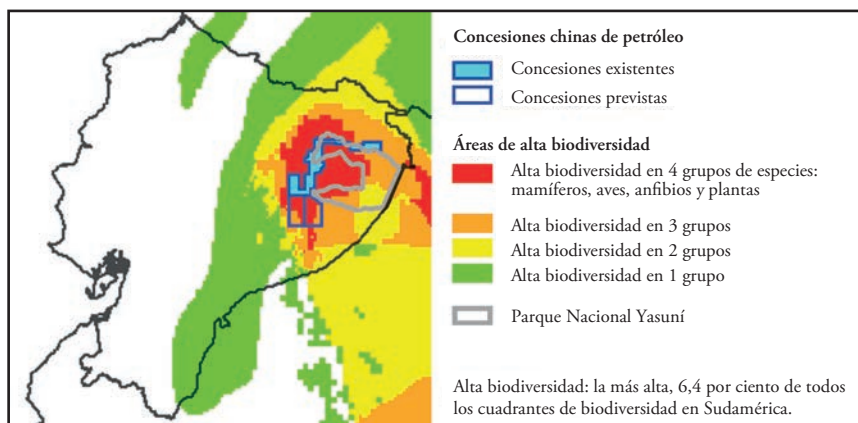 Concesiones chinas de petróleo
Concesiones existentes
Concesiones previstas
Áreas de alta biodiversidad
Alta biodiversidad en 4 grupos de especies:
mamíferos, aves, anfibios y plantas
Alta biodiversidad en 3 grupos
Alta biodiversidad en 2 grupos
Alta biodiversidad en 1 grupo
Parque Nacional Yasuní
Alta biodiversidad: la más alta, 6,4 por ciento de todos
los cuadrantes de biodiversidad en Sudamérica.